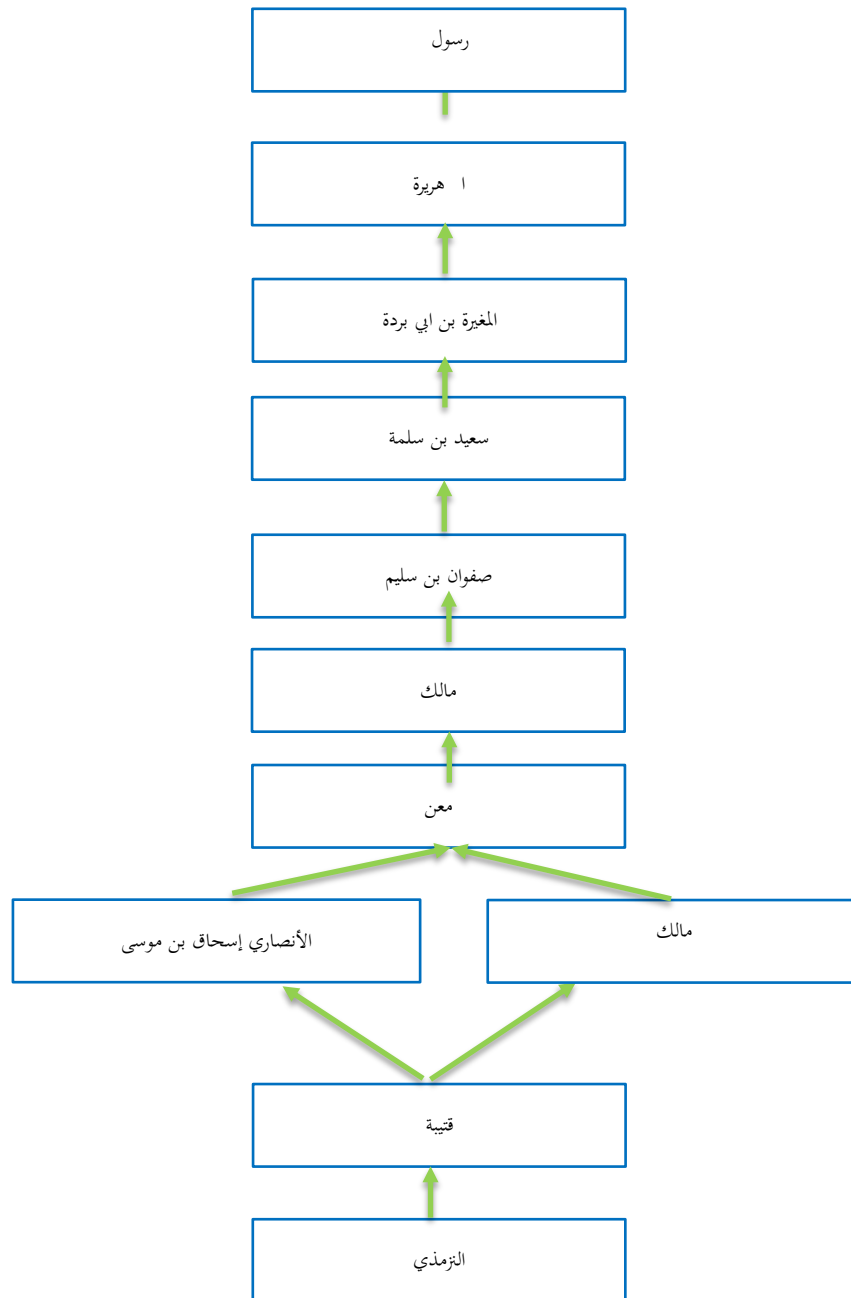 رسول
ا هريرة
المغيرة بن ابي بردة
سعيد بن سلمة
صفوان بن سليم
مالك
معن
الأنصاري إسحاق بن موسى
مالك
قتيبة
النزمذي